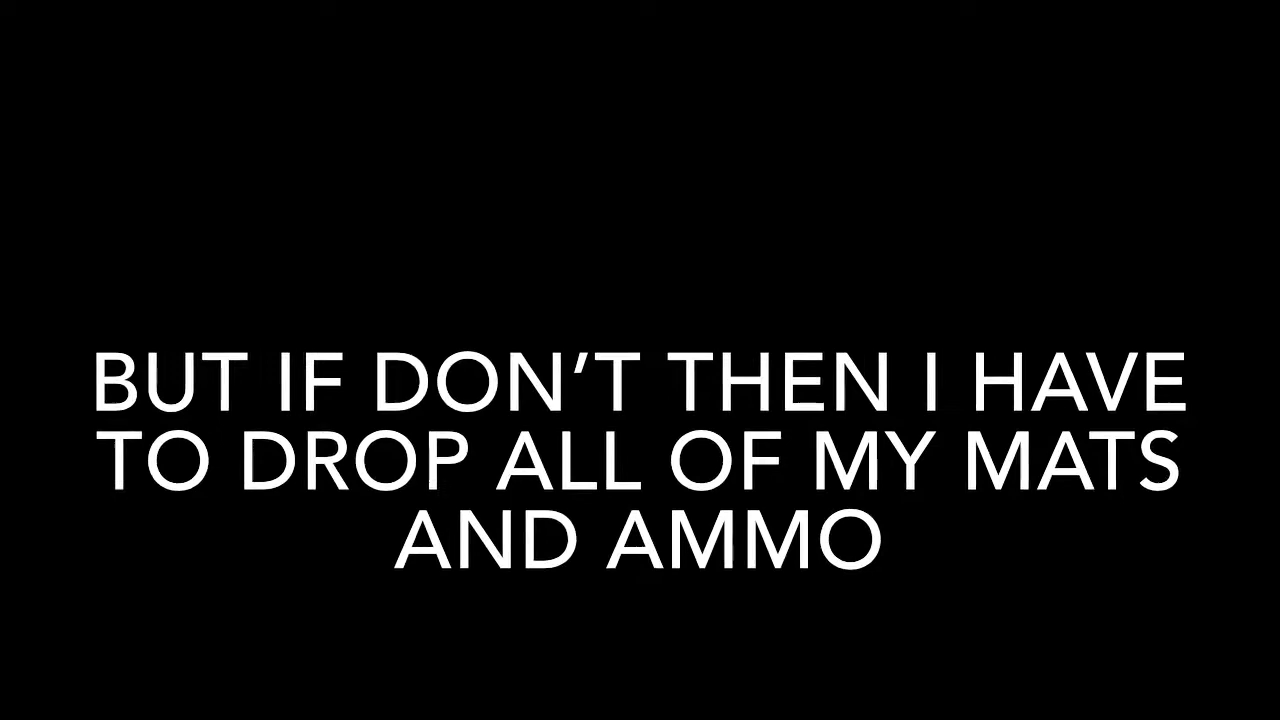 BUT IF DON’T THEN I HAVE
TO DROP ALL OF MY MATS
AND AMMO